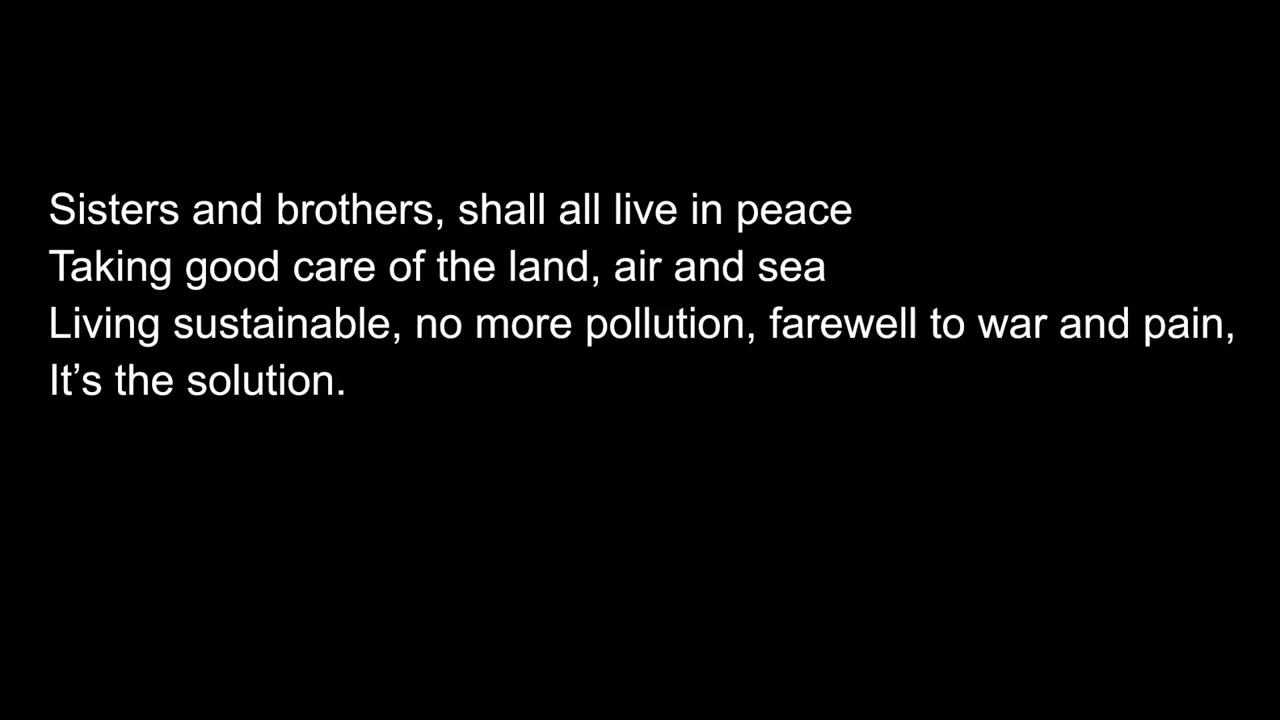 Sisters and brothers, shall all live in peace
Taking good care of the land, air and sea
Living sustainable, no more pollution, farewell to war and pain,
It’s the solution.